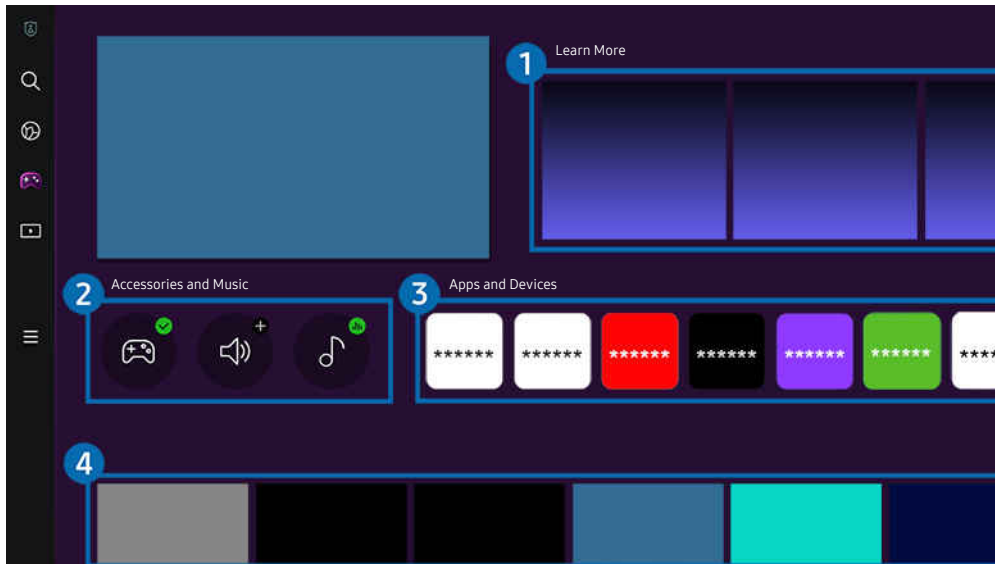 1 Learn More
2 Accessories and Music
3 Apps and Devices
****** ****** ****** ****** ****** ****** ****
4